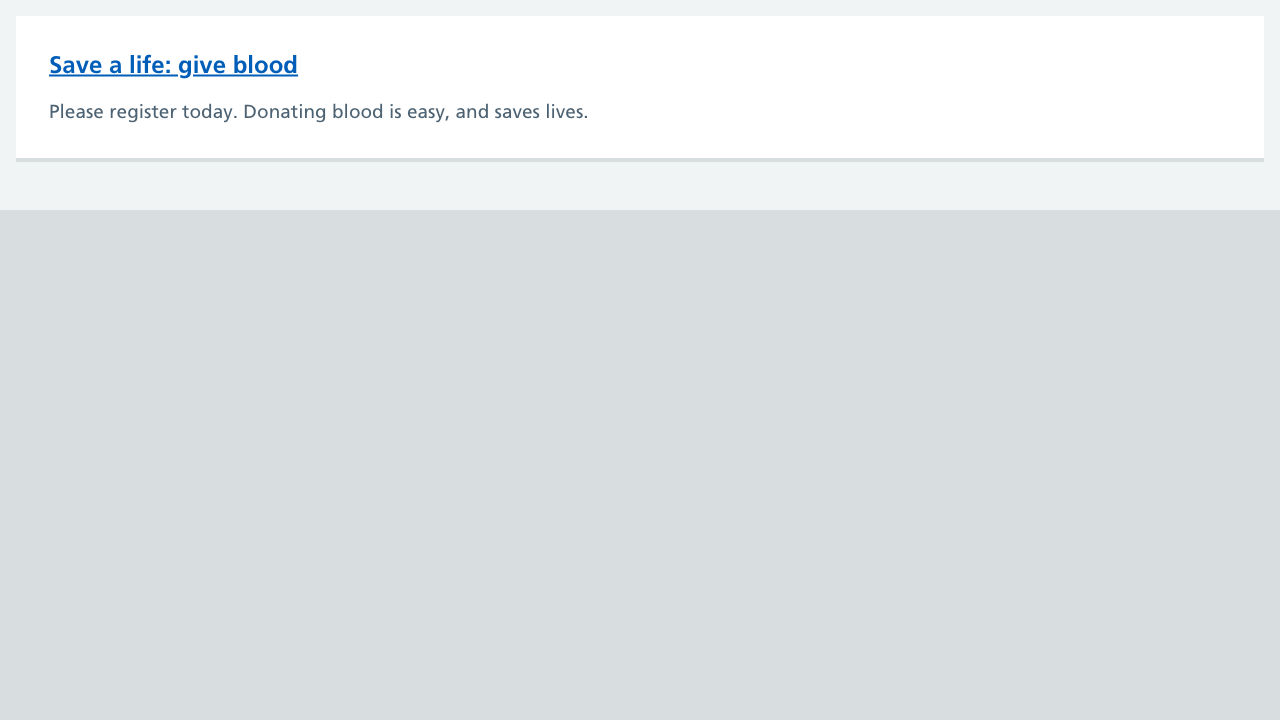 Save a life: give blood
Please register today. Donating blood is easy, and saves lives.